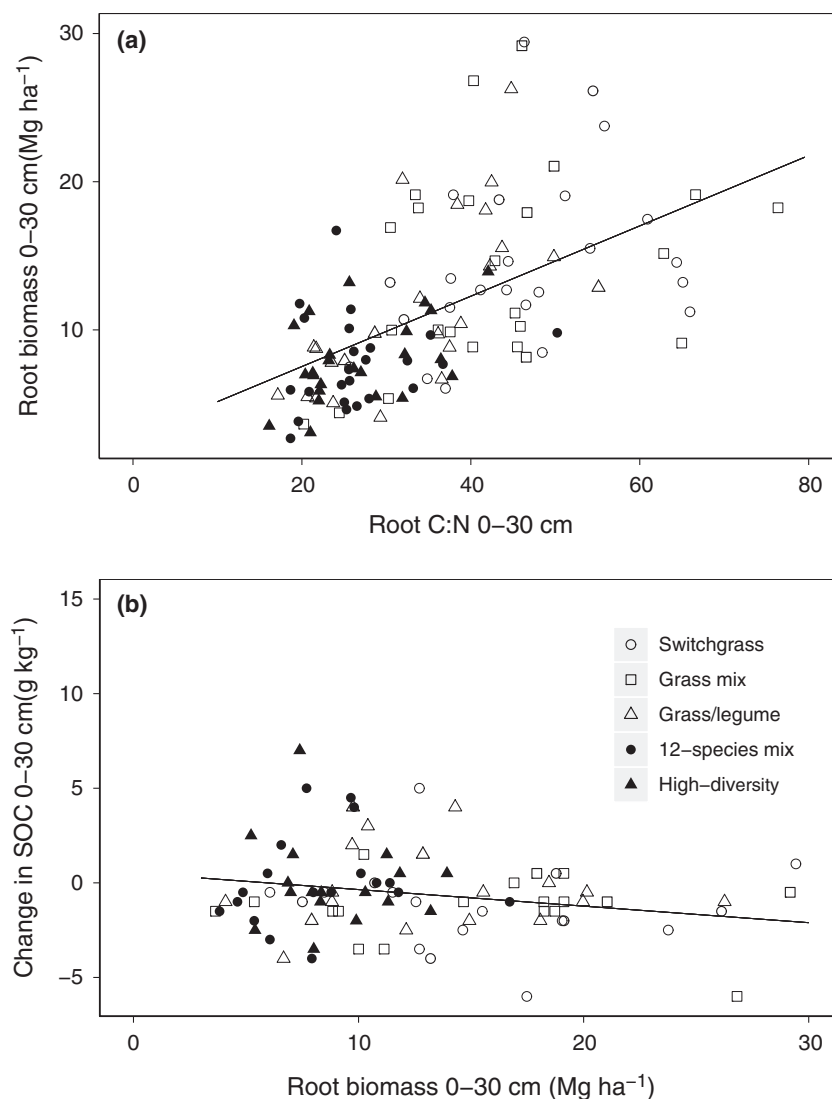 (a)
30
20
10
Root biomass 0–30 cm(Mg ha⁻¹)
0 20 40 60 80
Root C:N 0–30 cm
(b)
15
10
5
0
−5
Change in SOC 0–30 cm(g kg⁻¹)
Switchgrass
Grass mix
Grass/legume
12–species mix
High–diversity
0 10 20 30
Root biomass 0–30 cm (Mg ha⁻¹)